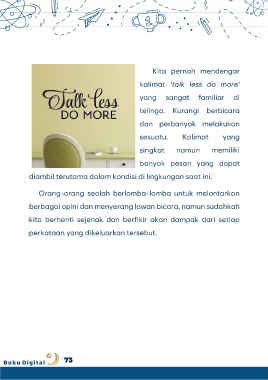 Talk less
DO MORE
Kita pernah mendengar
kalimat 'talk less do more'
yang sangat familiar di
telinga. Kurangi berbicara
dan perbanyak melakukan
sesuatu. Kalimat yang
singkat namun memiliki
banyak pesan yang dapat
diambil terutama dalam kondisi di lingkungan saat ini.
Orang-orang seolah berlomba-lomba untuk melontarkan
berbagai opini dan menyerang lawan bicara, namun sudahkah
kita berhenti sejenak dan berfikir akan dampak dari setiap
perkataan yang dikeluarkan tersebut.
Buku Digital 73